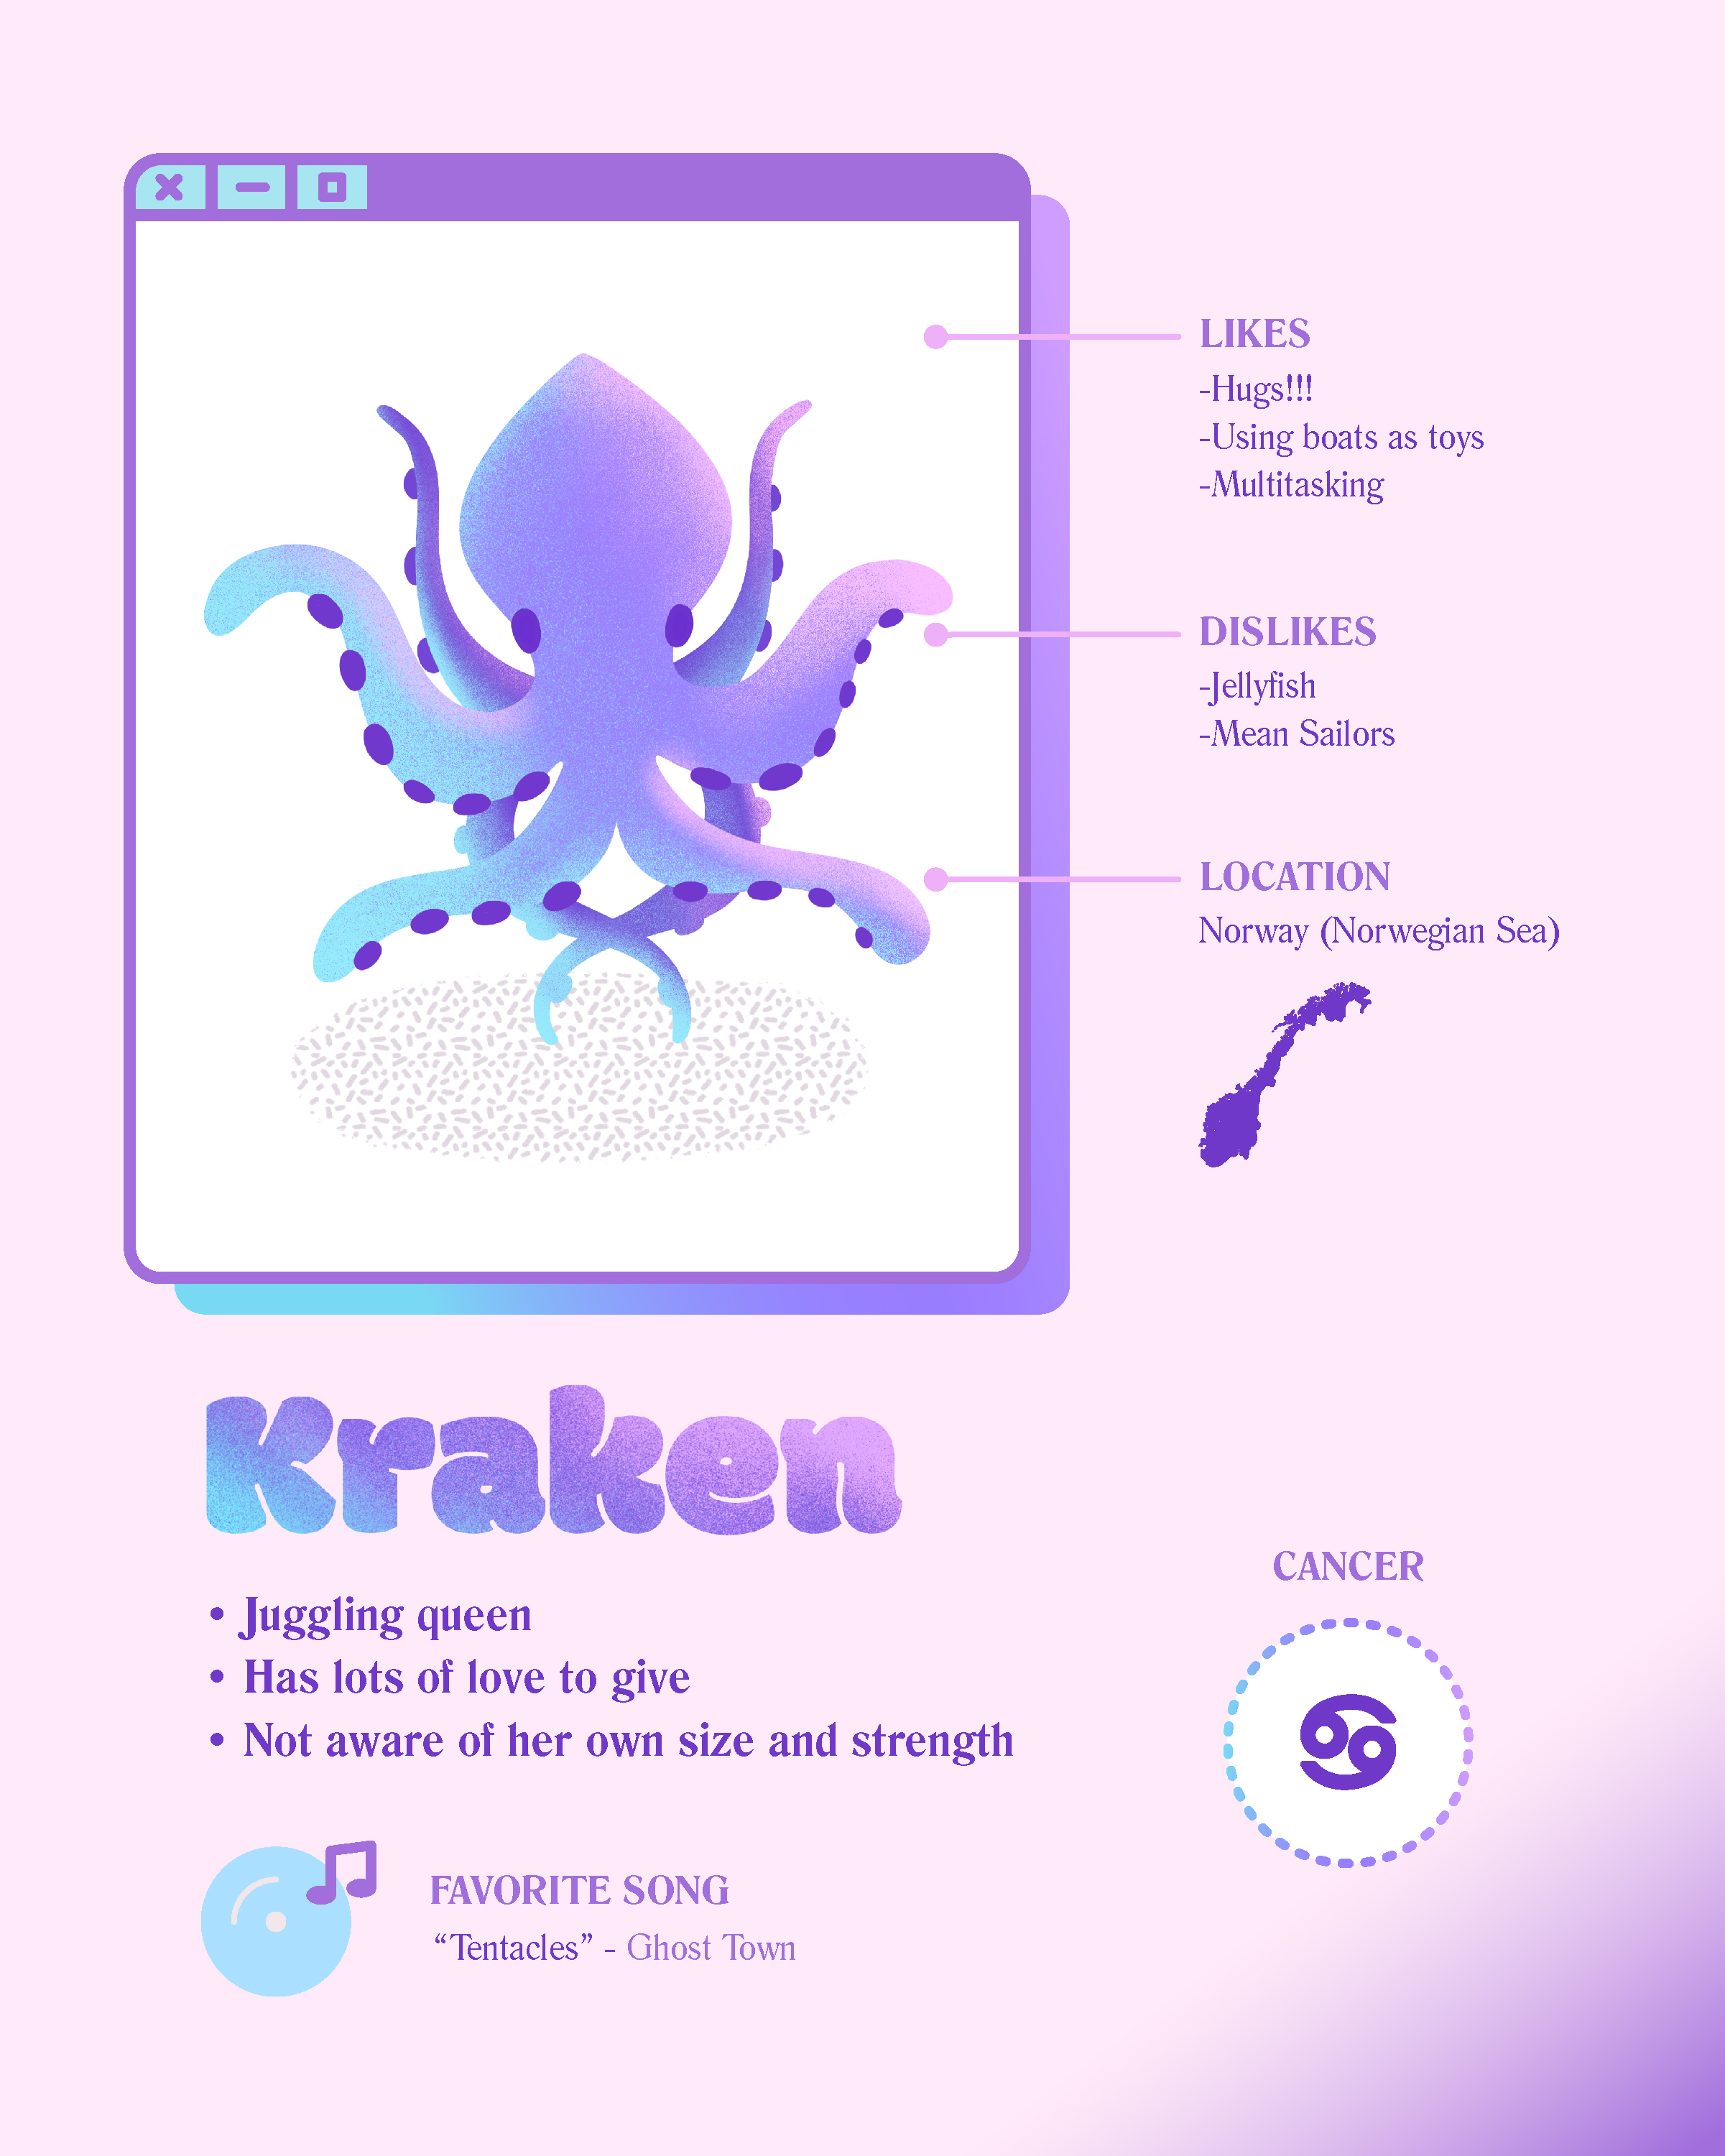 LIKES
-Hugs!!!
-Using boats as toys
-Multitasking
DISLIKES
-Jellyfish
-Mean Sailors
LOCATION
Norway (Norwegian Sea)
Kraken
• Juggling queen
• Has lots of love to give
• Not aware of her own size and strength
CANCER
FAVORITE SONG
“Tentacles” - Ghost Town